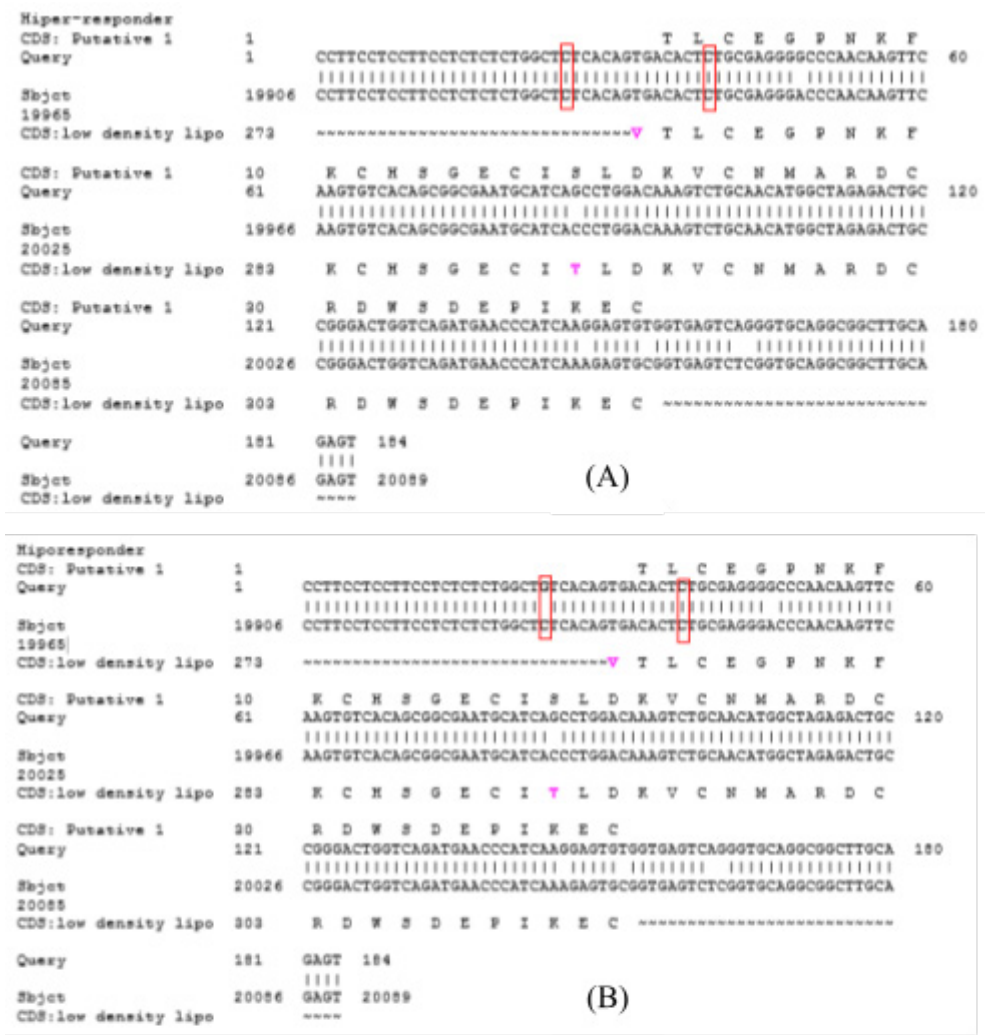 Hiper-responder
CDS: Putative 1 1 T L C E G P N K F
Query 1 CCTTCCTCCTTCCTCTCTCTGGCTCTCACAGTGACACTCTGCGAGGGGCCCAACAAGTTC 60
Sbjct 19906 CCTTCCTCCTTCCTCTCTCTGGCTCTCACAGTGACACTCTGCGAGGGACCCAACAAGTTC
19965
CDS:low density lipo 273 ~~~~~~~~~~~~~~~~~~~~~~~~~~~~~~~V T L C E G P N K F
CDS: Putative 1 10 K C H S G E C I S L D K V C N M A R D C
Query 61 AAGTGTCACAGCGGCGAATGCATCAGCCTGGACAAAGTCTGCAACATGGCTAGAGACTGC 120
Sbjct 19966 AAGTGTCACAGCGGCGAATGCATCACCCTGGACAAAGTCTGCAACATGGCTAGAGACTGC
20025
CDS:low density lipo 283 K C H S G E C I T L D K V C N M A R D C
CDS: Putative 1 30 R D W S D E P I K E C
Query 121 CGGGACTGGTCAGATGAACCCATCAAGGAGTGTGGTGAGTCAGGGTGCAGGCGGCTTGCA 180
Sbjct 20026 CGGGACTGGTCAGATGAACCCATCAAAGAGTGCGGTGAGTCTCGGTGCAGGCGGCTTGCA
20085
CDS:low density lipo 303 R D W S D E P I K E C ~~~~~~~~~~~~~~~~~~~~~~~~~~
Query 181 GAGT 184
Sbjct 20086 GAGT 20089
CDS:low density lipo ~~~~
(A)
Hiporesponder
CDS: Putative 1 1 T L C E G P N K F
Query 1 CCTTCCTCCTTCCTCTCTCTGGCTGTCACAGTGACACTCTGCGAGGGGCCCAACAAGTTC 60
Sbjct 19906 CCTTCCTCCTTCCTCTCTCTGGCTCTCACAGTGACACTCTGCGAGGGACCCAACAAGTTC
19965
CDS:low density lipo 273 ~~~~~~~~~~~~~~~~~~~~~~~~~~~~~~~V T L C E G P N K F
CDS: Putative 1 10 K C H S G E C I S L D K V C N M A R D C
Query 61 AAGTGTCACAGCGGCGAATGCATCAGCCTGGACAAAGTCTGCAACATGGCTAGAGACTGC 120
Sbjct 19966 AAGTGTCACAGCGGCGAATGCATCACCCTGGACAAAGTCTGCAACATGGCTAGAGACTGC
20025
CDS:low density lipo 283 K C H S G E C I T L D K V C N M A R D C
CDS: Putative 1 30 R D W S D E P I K E C
Query 121 CGGGACTGGTCAGATGAACCCATCAAGGAGTGTGGTGAGTCAGGGTGCAGGCGGCTTGCA 180
Sbjct 20026 CGGGACTGGTCAGATGAACCCATCAAAGAGTGCGGTGAGTCTCGGTGCAGGCGGCTTGCA
20085
CDS:low density lipo 303 R D W S D E P I K E C ~~~~~~~~~~~~~~~~~~~~~~~~~~
Query 181 GAGT 184
Sbjct 20086 GAGT 20089
CDS:low density lipo ~~~~
(B)